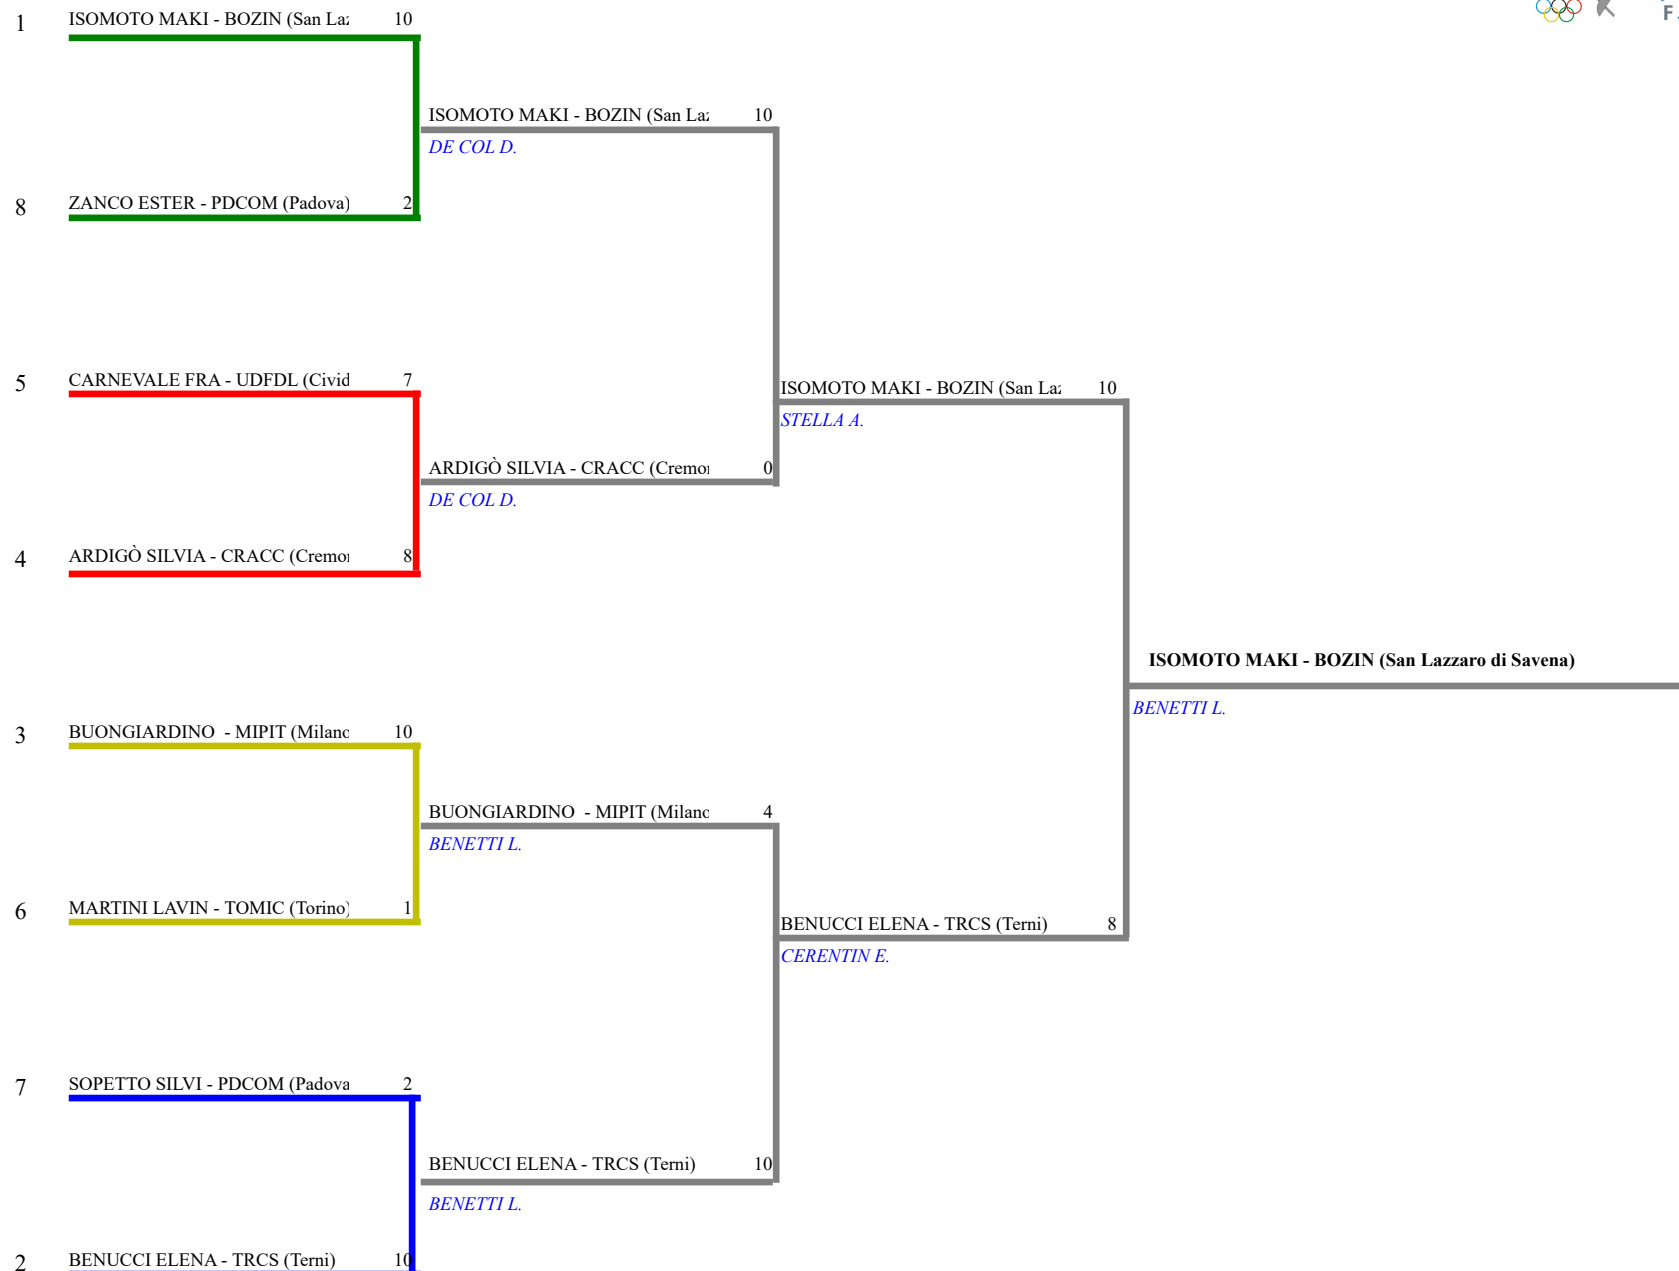 1 ISOMOTO MAKI - BOZIN (San Laz 10
ISOMOTO MAKI - BOZIN (San Laz 10
DE COL D.
8 ZANCO ESTER - PDCOM (Padova) 2
5 CARNEVALE FRA - UDFDL (Civid 7
ISOMOTO MAKI - BOZIN (San Laz 10
STELLA A.
ARDIGÒ SILVIA - CRACC (Cremo 0
DE COL D.
4 ARDIGÒ SILVIA - CRACC (Cremo 8
ISOMOTO MAKI - BOZIN (San Lazzaro di Savena)
BENETTI L.
3 BUONGIARDINO - MIPIT (Milano 10
BUONGIARDINO - MIPIT (Milano 4
BENETTI L.
6 MARTINI LAVIN - TOMIC (Torino) 1
BENUCCI ELENA - TRCS (Terni) 8
CERENTIN E.
7 SOPETTO SILVI - PDCOM (Padova 2
BENUCCI ELENA - TRCS (Terni) 10
BENETTI L.
2 BENUCCI ELENA - TRCS (Terni) 10